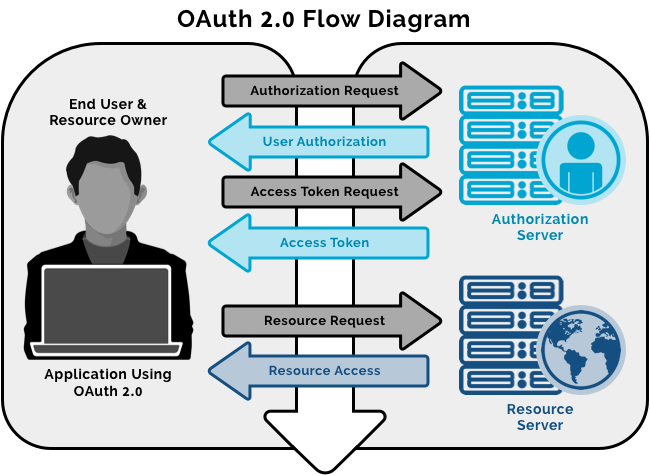 OAuth 2.0 Flow Diagram
End User &
Resource Owner
Authorization Request
User Authorization
Access Token Request
Access Token
Authorization
Server
Resource Request
Resource Access
Application Using
OAuth 2.0
Resource
Server